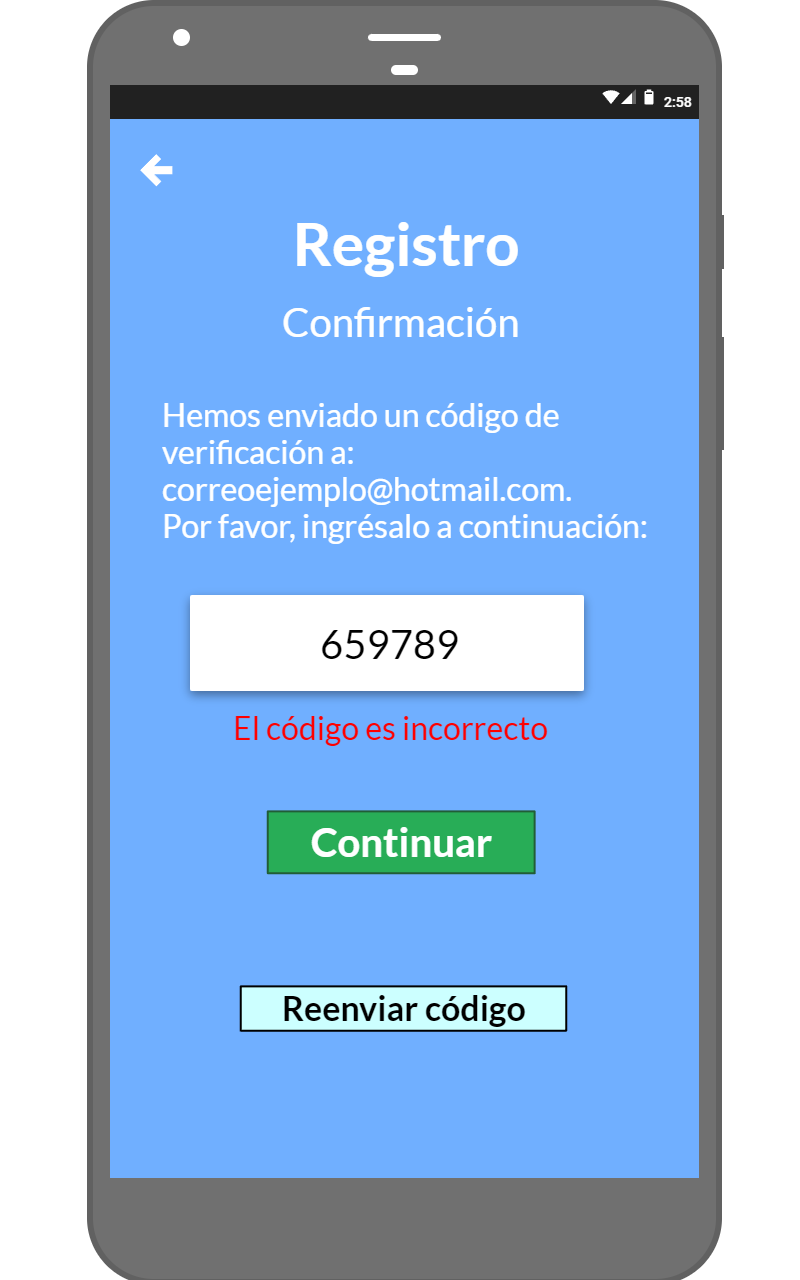 2:58
Registro
Confirmación
Hemos enviado un código de
verificación a:
correoejemplo@hotmail.com.
Por favor, ingrésalo a continuación:
659789
El código es incorrecto
Continuar
Reenviar código